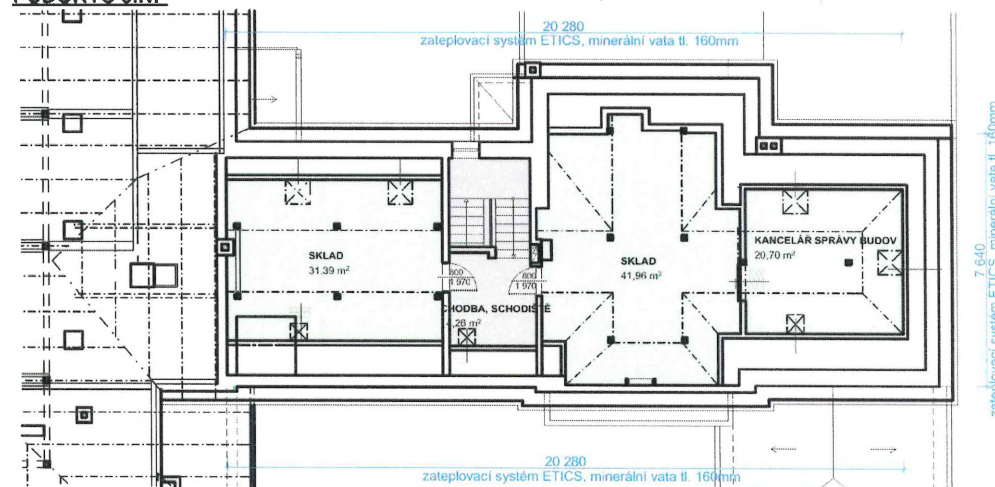 20 280
zateplovací systém ETICS, minerální vata tl. 160mm
SKLAD
31.39 m²
800
1 970
800
1 970
CHODBA, SCHODIŠTĚ
,26 m²
SKLAD
41,96 m²
KANCELÁŘ SPRÁVY BUDOV
20,70 m²
7 640
zateplovací systém ETICS, minerální vata tl. 160mm
20 280
zateplovací systém ETICS, minerální vata tl. 160mm